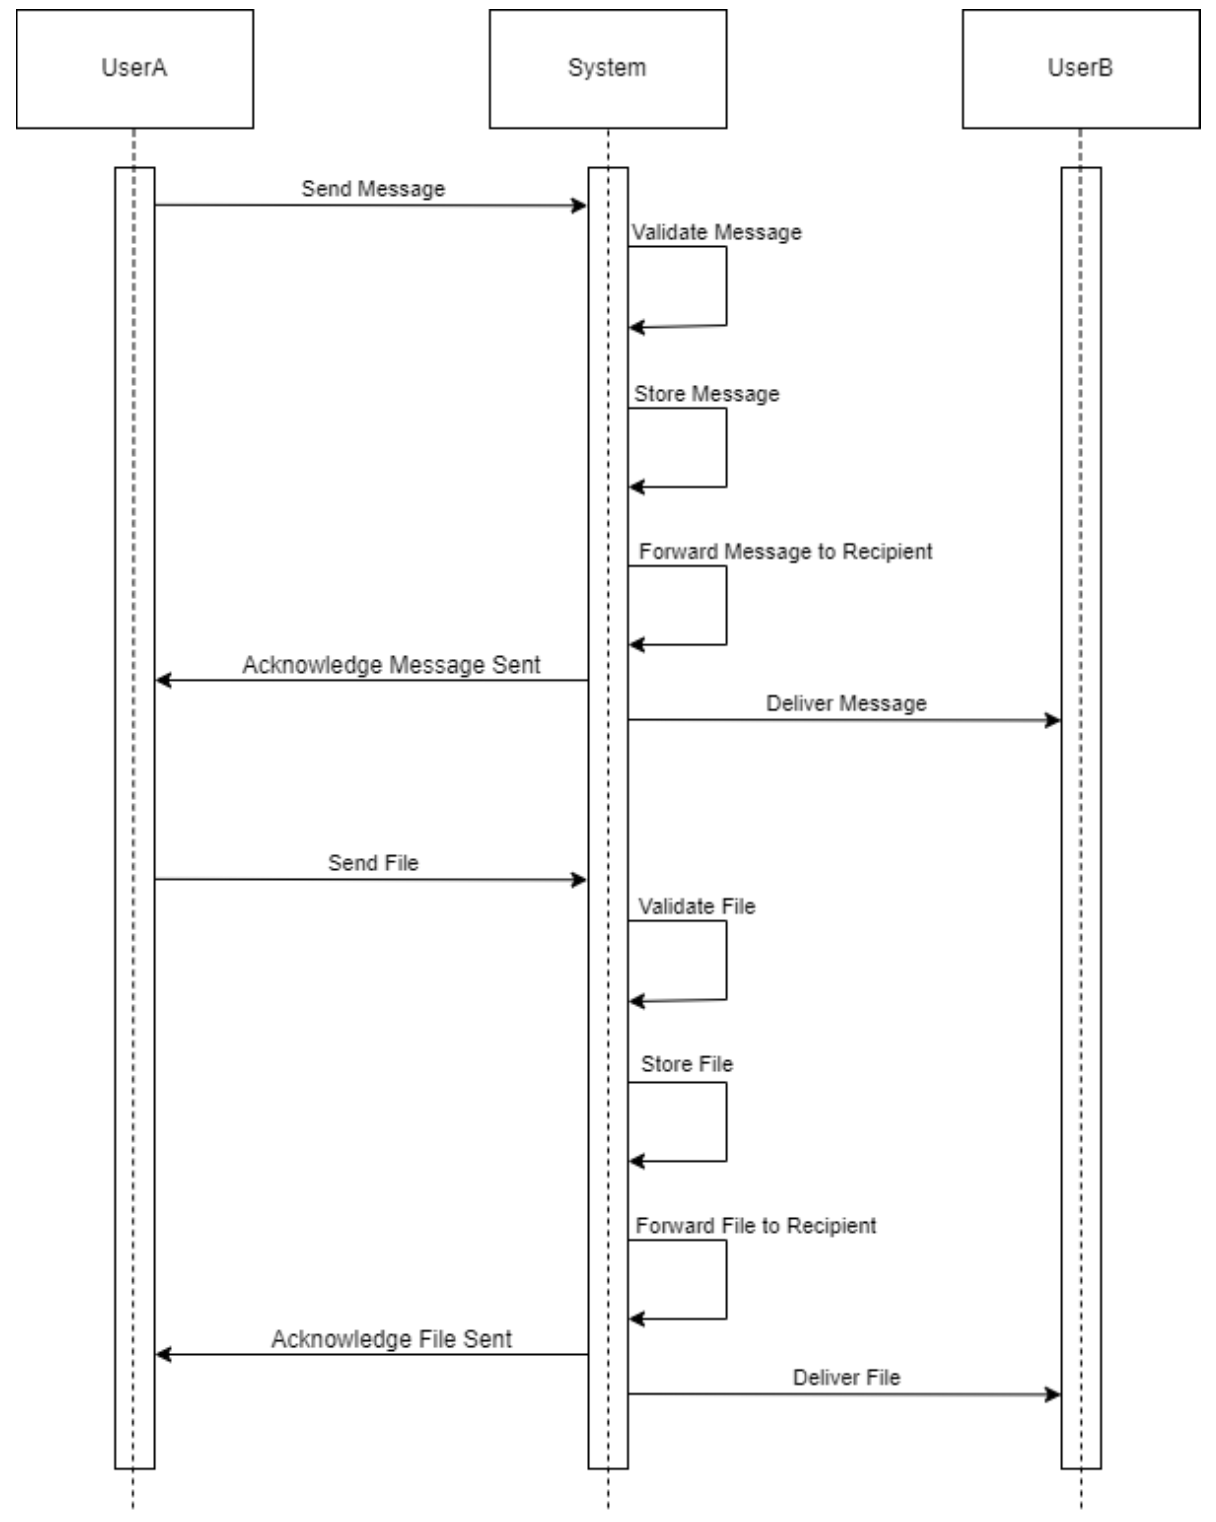 UserA
System
UserB
Send Message
Validate Message
Store Message
Forward Message to Recipient
Acknowledge Message Sent
Deliver Message
Send File
Validate File
Store File
Forward File to Recipient
Acknowledge File Sent
Deliver File